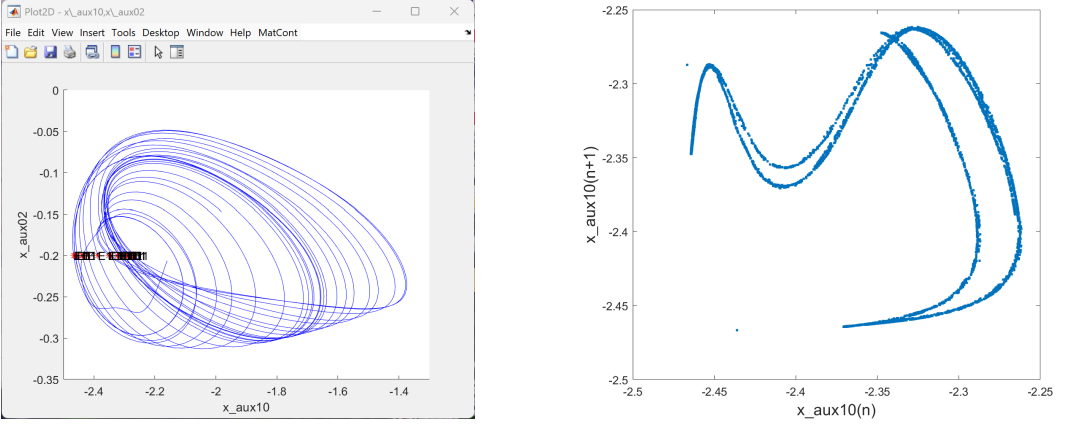 Plot2D - x\_aux10,x\_aux02
File Edit View Insert Tools Desktop Window Help MatCont
0
-0.05
-0.1
-0.15
-0.2
-0.25
-0.3
-0.35
x_aux02
-2.4 -2.2 -2 -1.8 -1.6 -1.4
x_aux10
-2.25
-2.3
-2.35
-2.4
-2.45
-2.5
x_aux10(n+1)
-2.5 -2.45 -2.4 -2.35 -2.3 -2.25
x_aux10(n)